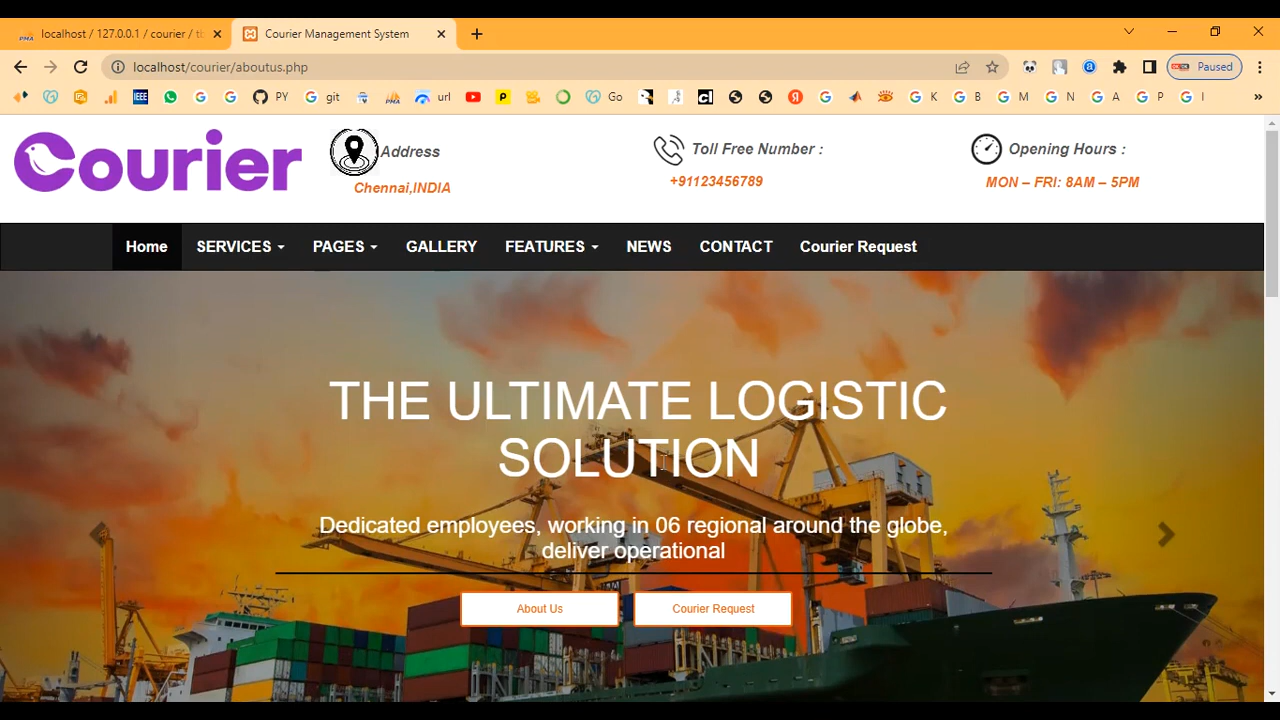 localhost / 127.0.0.1 / courier / tb
Courier Management System
localhost/courier/aboutus.php
Paused
IEEE
PY
git
url
Go
K
B
M
N
A
P
I
Courier
Address
Chennai,INDIA
Toll Free Number :
+91123456789
Opening Hours :
MON – FRI: 8AM – 5PM
Home
SERVICES
PAGES
GALLERY
FEATURES
NEWS
CONTACT
Courier Request
THE ULTIMATE LOGISTIC
SOLUTION
Dedicated employees, working in 06 regional around the globe,
deliver operational
About Us
Courier Request